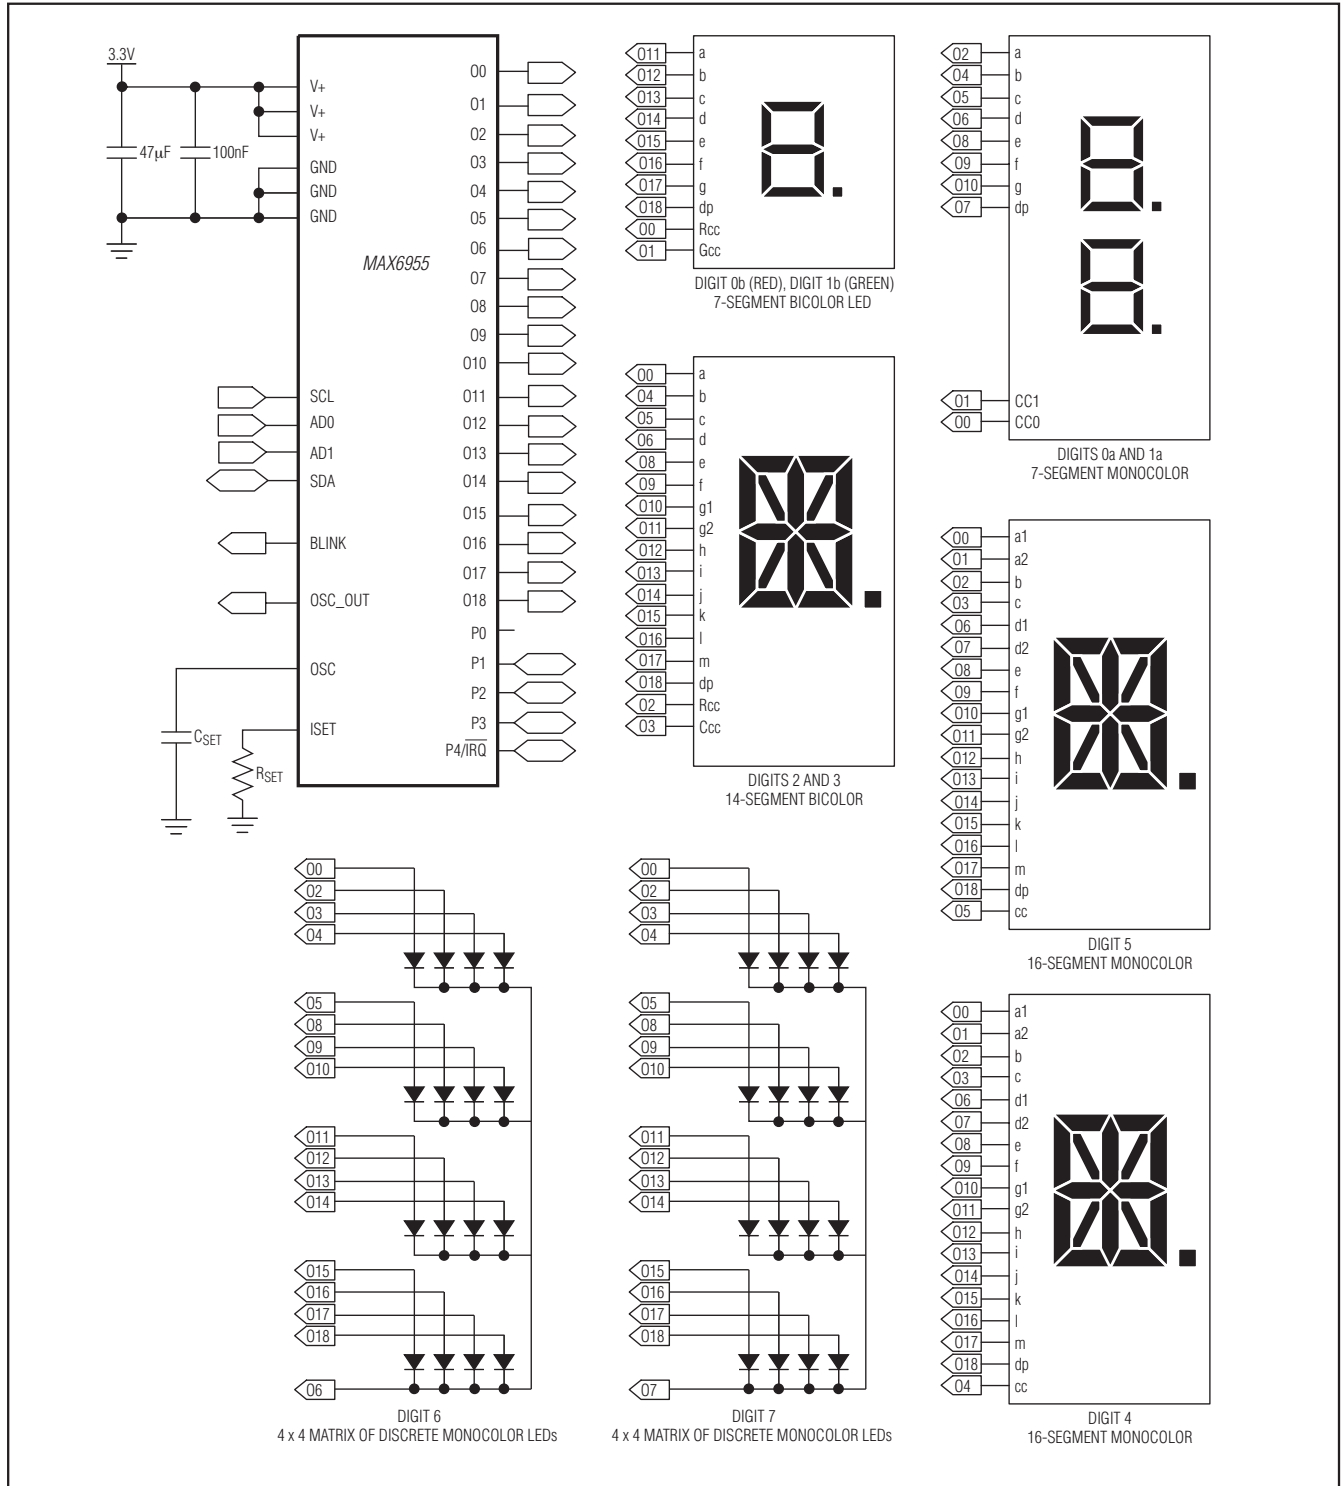 3.3V
47µF
100nF
V+
V+
V+
GND
GND
GND
MAX6955
SCL
AD0
AD1
SDA
BLINK
OSC_OUT
OSC
ISET
CSET
RSET
O0
O1
O2
O3
O4
O5
O6
O7
O8
O9
O10
O11
O12
O13
O14
O15
O16
O17
O18
P0
P1
P2
P3
P4/IRQ
O11 a
O12 b
O13 c
O14 d
O15 e
O16 f
O17 g
O18 dp
O0 Rcc
O1 Gcc
DIGIT 0b (RED), DIGIT 1b (GREEN)
7-SEGMENT BICOLOR LED
O2 a
O4 b
O5 c
O6 d
O8 e
O9 f
O10 g
O7 dp
O1 CC1
O0 CC0
DIGITS 0a AND 1a
7-SEGMENT MONOCOLOR
O0 a
O4 b
O5 c
O6 d
O8 e
O9 f
O10 g1
O11 g2
O12 h
O13 i
O14 j
O15 k
O16 l
O17 m
O18 dp
O2 Rcc
O3 Ccc
DIGITS 2 AND 3
14-SEGMENT BICOLOR
O0 a1
O1 a2
O2 b
O3 c
O6 d1
O7 d2
O8 e
O9 f
O10 g1
O11 g2
O12 h
O13 i
O14 j
O15 k
O16 l
O17 m
O18 dp
O5 cc
DIGIT 5
16-SEGMENT MONOCOLOR
O0
O2
O3
O4
O5
O8
O9
O10
O11
O12
O13
O14
O15
O16
O17
O18
O6
DIGIT 6
4 x 4 MATRIX OF DISCRETE MONOCOLOR LEDs
O0
O2
O3
O4
O5
O8
O9
O10
O11
O12
O13
O14
O15
O16
O17
O18
O7
DIGIT 7
4 x 4 MATRIX OF DISCRETE MONOCOLOR LEDs
O0 a1
O1 a2
O2 b
O3 c
O6 d1
O7 d2
O8 e
O9 f
O10 g1
O11 g2
O12 h
O13 i
O14 j
O15 k
O16 l
O17 m
O18 dp
O4 cc
DIGIT 4
16-SEGMENT MONOCOLOR